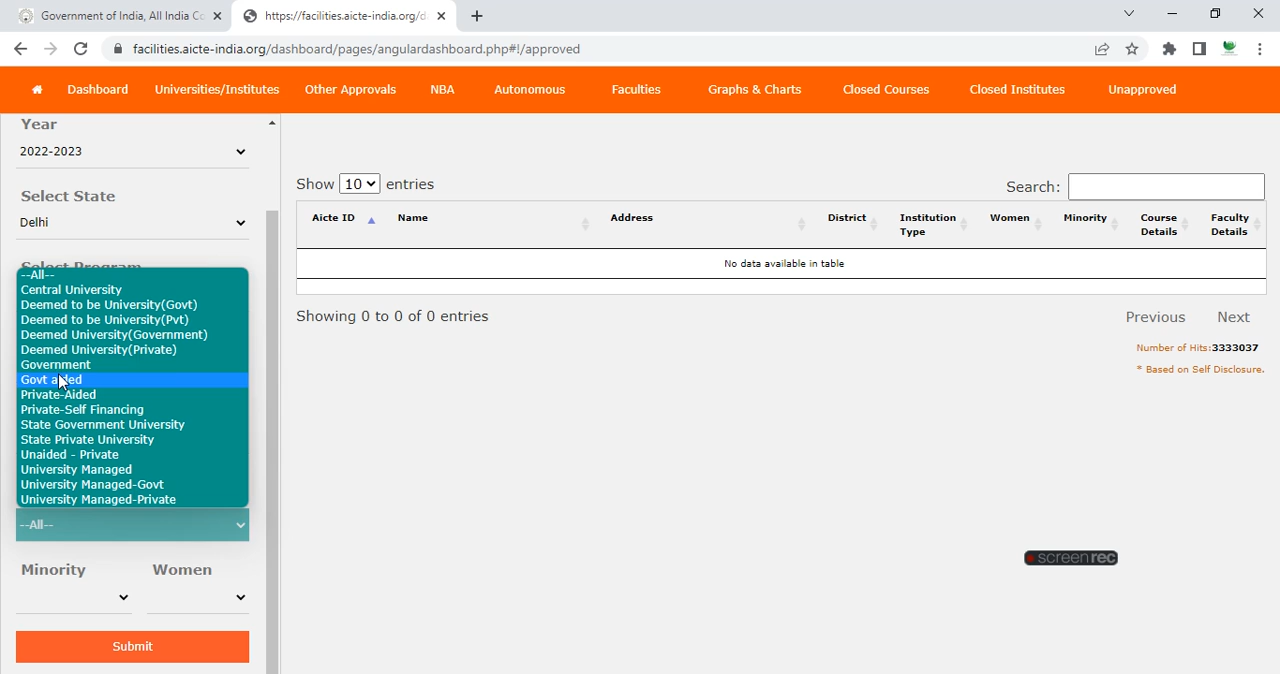 Government of India, All India Co
https://facilities.aicte-india.org/da
facilities.aicte-india.org/dashboard/pages/angulardashboard.php#!/approved
Dashboard Universities/Institutes Other Approvals NBA Autonomous Faculties Graphs & Charts Closed Courses Closed Institutes Unapproved
Year
2022-2023
Select State
Delhi
Select Program
--All--
Central University
Deemed to be University(Govt)
Deemed to be University(Pvt)
Deemed University(Government)
Deemed University(Private)
Government
Govt aided
Private-Aided
Private-Self Financing
State Government University
State Private University
Unaided - Private
University Managed
University Managed-Govt
University Managed-Private
--All--
Minority Women
Submit
Show 10 entries
Search:
Aicte ID Name Address District Institution Type Women Minority Course Details Faculty Details
No data available in table
Showing 0 to 0 of 0 entries
Previous Next
Number of Hits:3333037
* Based on Self Disclosure.
screenrec